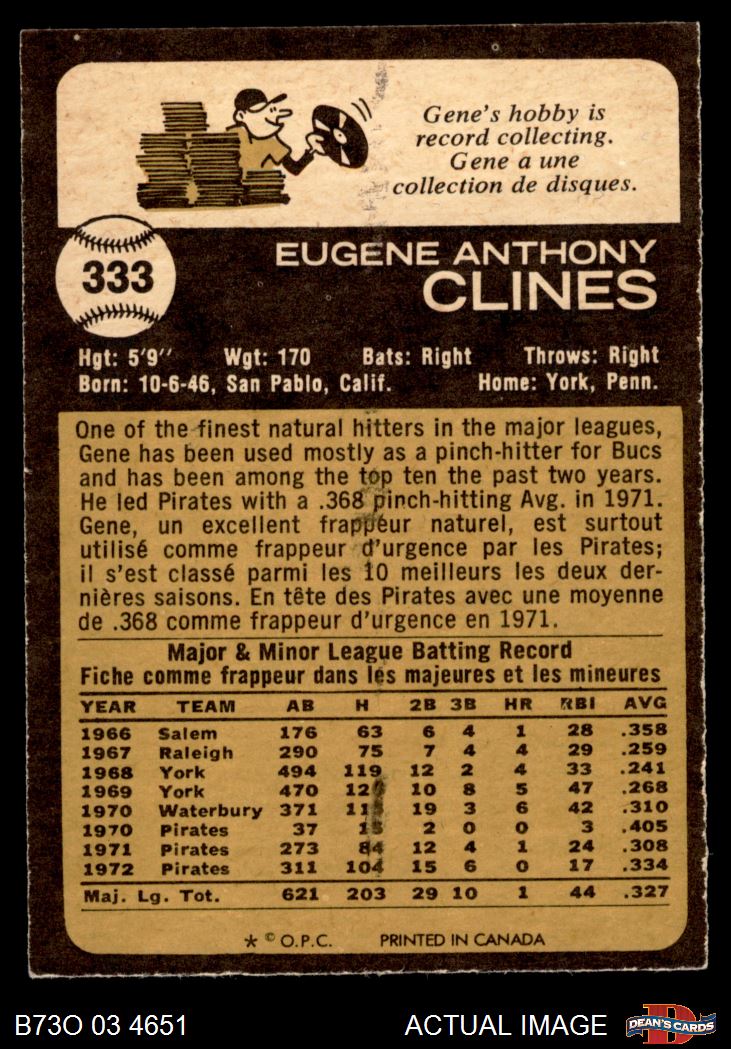 Gene's hobby is
record collecting.
Gene a une
collection de disques.
333
EUGENE ANTHONY
CLINES
Hgt: 5'9" Wgt: 170 Bats: Right Throws: Right
Born: 10-6-46, San Pablo, Calif. Home: York, Penn.
One of the finest natural hitters in the major leagues,
Gene has been used mostly as a pinch-hitter for Bucs
and has been among the top ten the past two years.
He led Pirates with a .368 pinch-hitting Avg. in 1971.
Gene, un excellent frappeur naturel, est surtout
utilisé comme frappeur d'urgence par les Pirates;
il s'est classé parmi les 10 meilleurs les deux der-
nières saisons. En tête des Pirates avec une moyenne
de .368 comme frappeur d'urgence en 1971.
Major & Minor League Batting Record
Fiche comme frappeur dans les majeures et les mineures
YEAR TEAM AB H 2B 3B HR RBI AVG
1966 Salem 176 63 6 4 1 28 .358
1967 Raleigh 290 75 7 4 4 29 .259
1968 York 494 119 12 2 4 33 .241
1969 York 470 126 10 8 5 47 .268
1970 Waterbury 371 115 19 3 6 42 .310
1970 Pirates 37 15 2 0 0 3 .405
1971 Pirates 273 84 12 4 1 24 .308
1972 Pirates 311 104 15 6 0 17 .334
Maj. Lg. Tot. 621 203 29 10 1 44 .327
* © O.P.C. PRINTED IN CANADA
B73O 03 4651 ACTUAL IMAGE DEAN'S CARDS